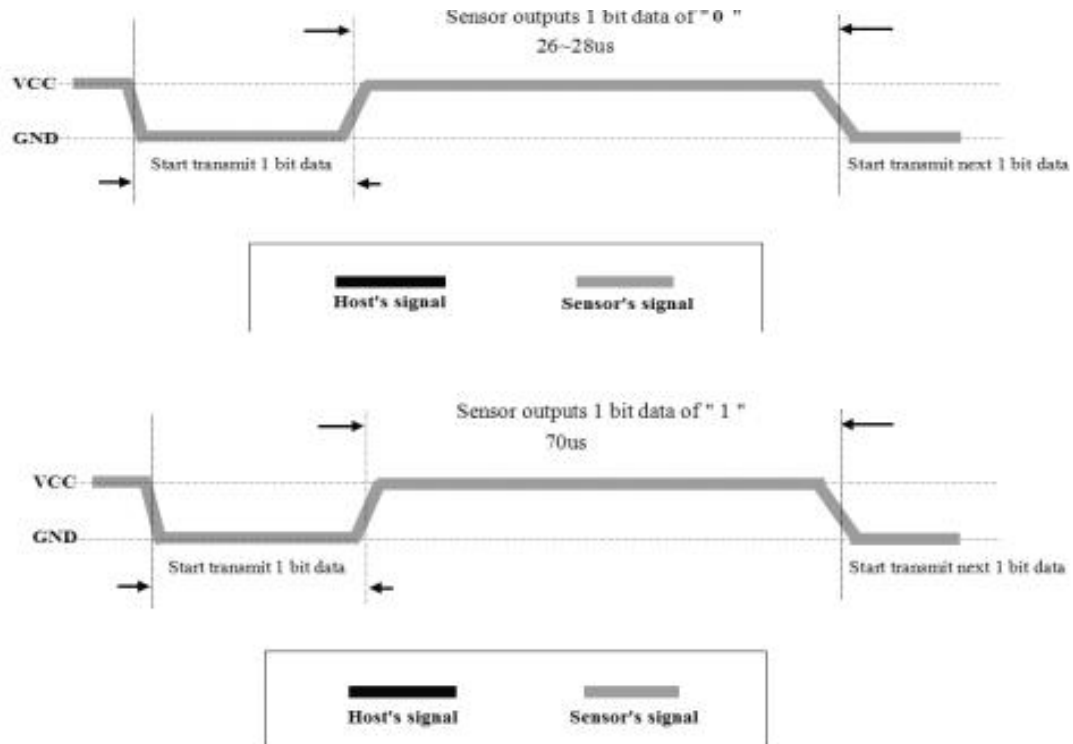 Sensor outputs 1 bit data of " 0 "
26~28us
VCC
GND
Start transmit 1 bit data
Start transmit next 1 bit data
Host's signal
Sensor's signal
Sensor outputs 1 bit data of " 1 "
70us
VCC
GND
Start transmit 1 bit data
Start transmit next 1 bit data
Host's signal
Sensor's signal